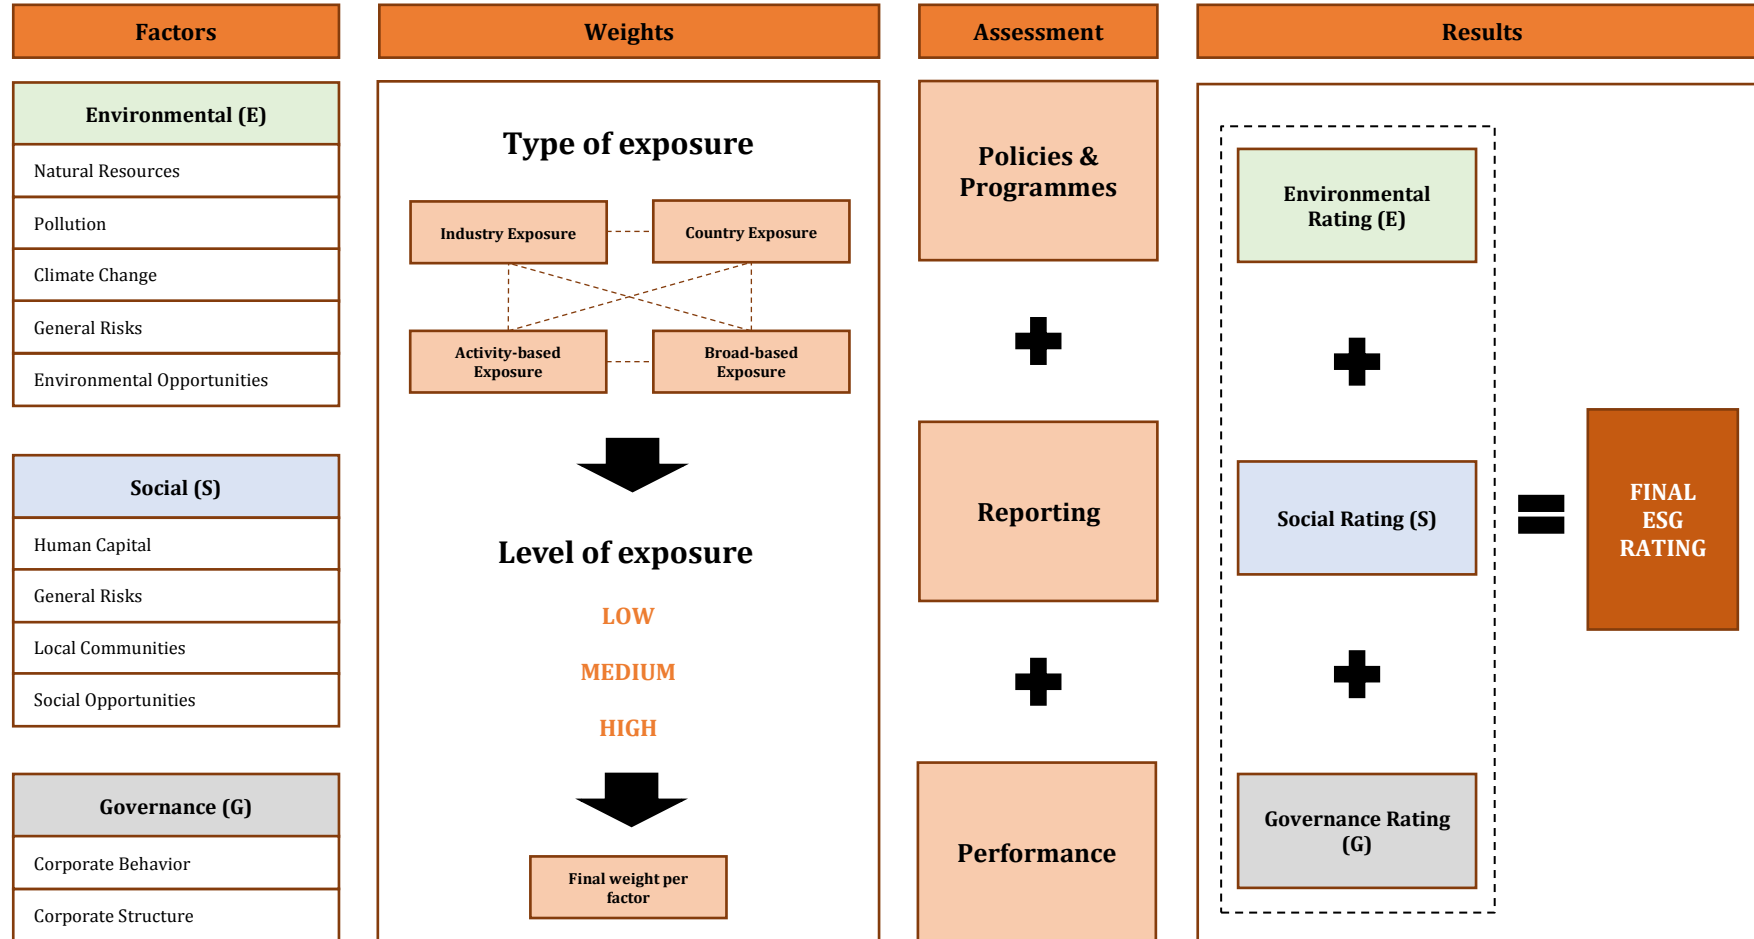 Factors
Environmental (E)
Natural Resources
Pollution
Climate Change
General Risks
Environmental Opportunities
Social (S)
Human Capital
General Risks
Local Communities
Social Opportunities
Governance (G)
Corporate Behavior
Corporate Structure
Weights
Type of exposure
Industry Exposure
Country Exposure
Activity-based
Exposure
Broad-based
Exposure
Level of exposure
LOW
MEDIUM
HIGH
Final weight per
factor
Assessment
Policies &
Programmes
Reporting
Performance
Results
Environmental
Rating (E)
Social Rating (S)
Governance Rating
(G)
FINAL
ESG
RATING